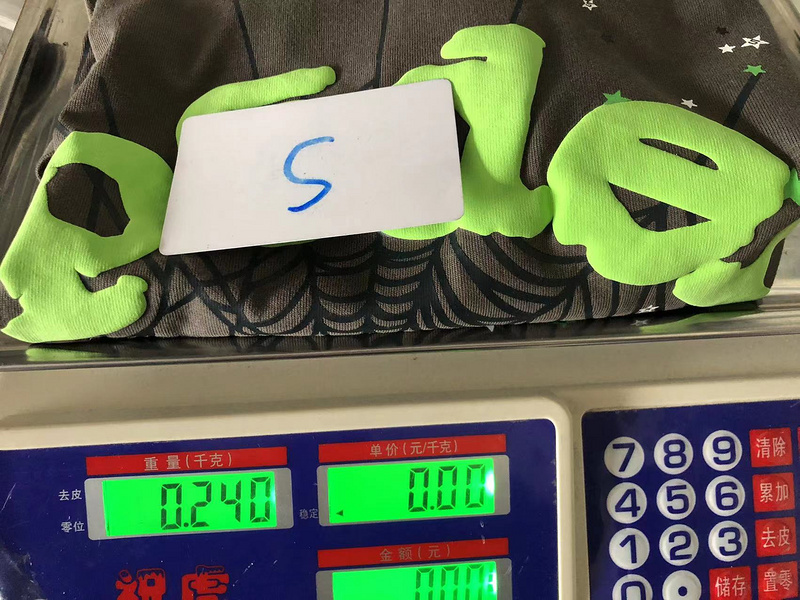 S
重量(千克)
单价(元/千克)
去皮
零位
0.240
稳定
0.00
金额(元)
0.00
7 8 9 清除
4 5 6 累加
1 2 3 去皮
0 . 储存 置零